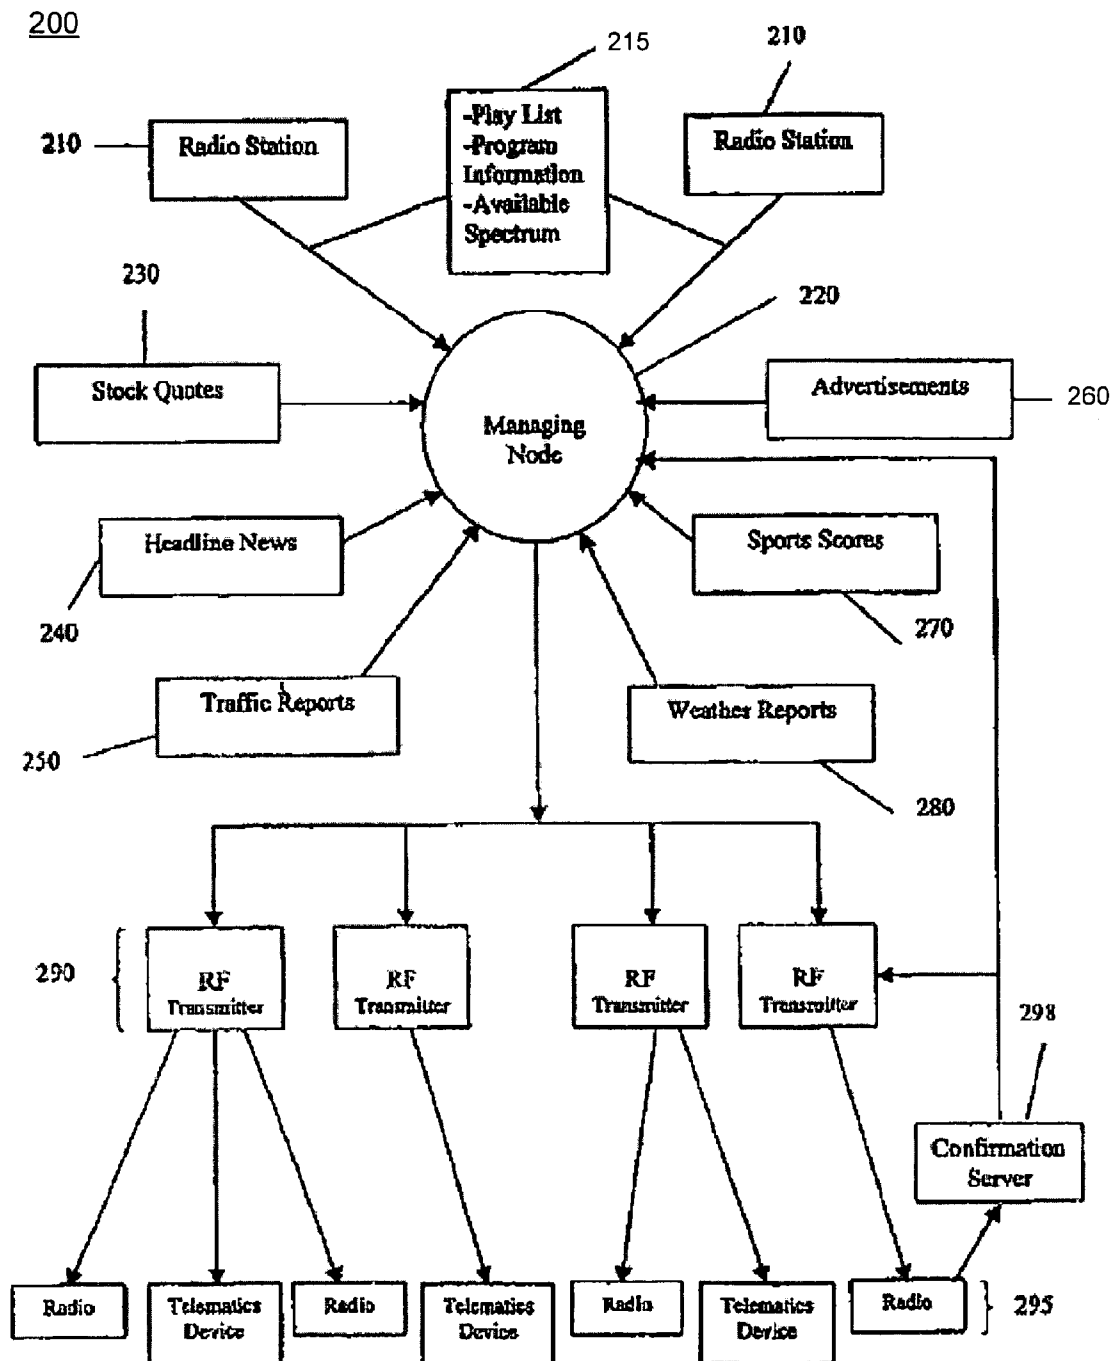 200
215
210
210
Radio Station
-Play List
-Program
Information
-Available
Spectrum
Radio Station
230
220
Stock Quotes
Advertisements
260
Managing
Node
Headline News
Sports Scores
240
270
Traffic Reports
Weather Reports
250
280
290
RF
Transmitter
RF
Transmitter
RF
Transmitter
RF
Transmitter
298
Confirmation
Server
Radio
Telematics
Device
Radio
Telematics
Device
Radio
Telematics
Device
Radio
295